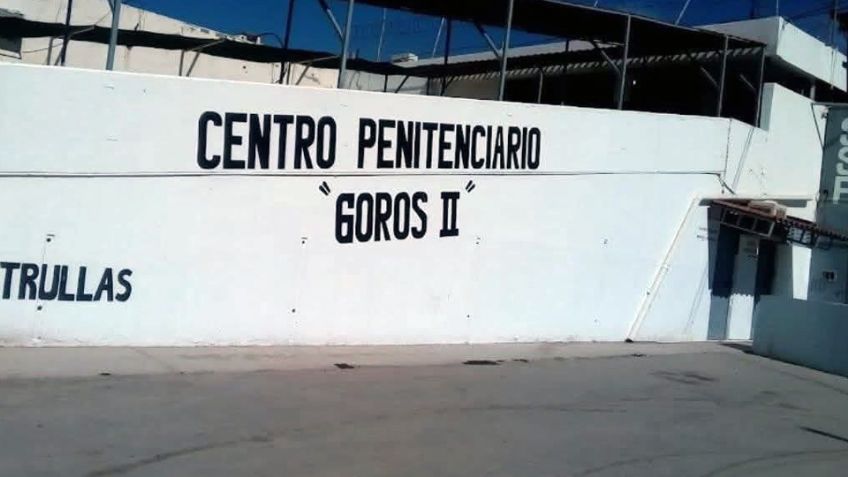 CENTRO PENITENCIARIO
"GOROS II"
TRULLAS